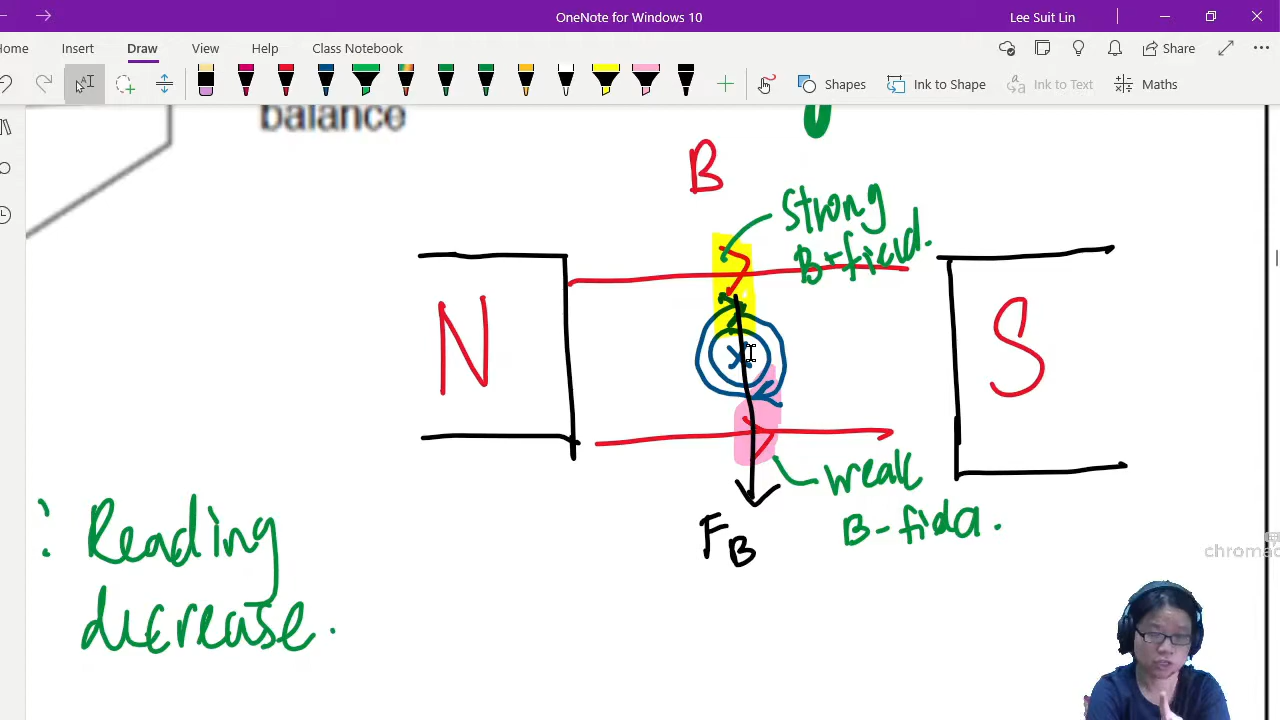 OneNote for Windows 10
Lee Suit Lin
Home
Insert
Draw
View
Help
Class Notebook
Share
Shapes
Ink to Shape
Ink to Text
Maths
balance
B
strong
B-field.
N
S
x
weak
B-field.
FB
∴ Reading
decrease.